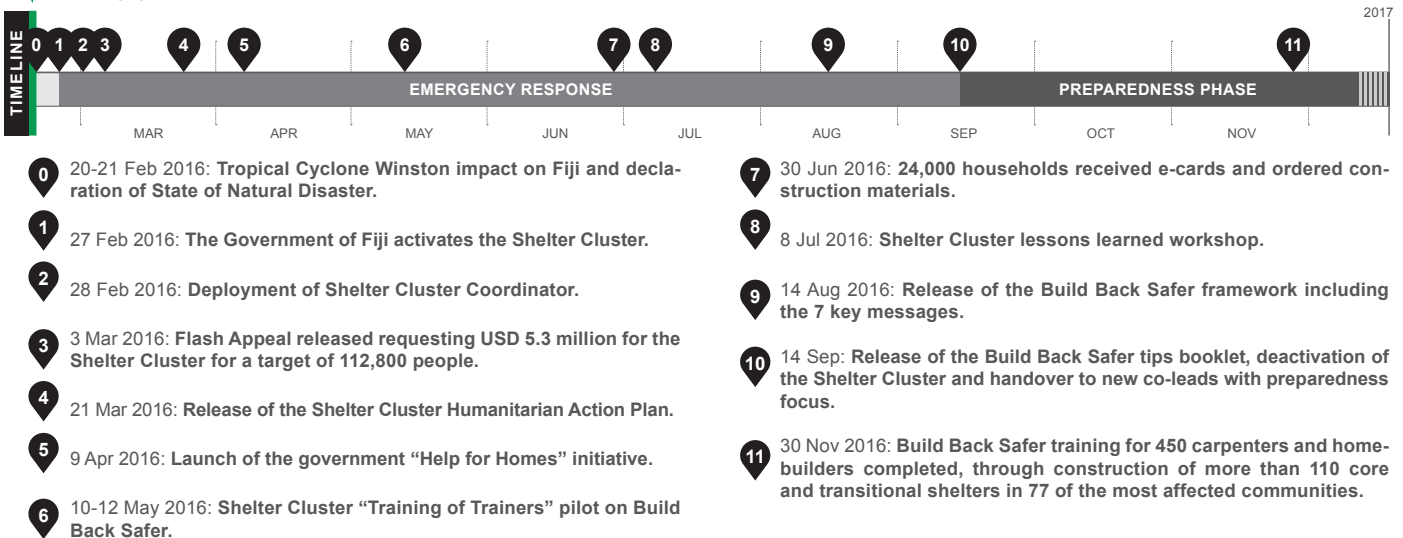 2017
TIMELINE
0 1 2 3 4 5 6 7 8 9 10 11
EMERGENCY RESPONSE PREPAREDNESS PHASE
MAR APR MAY JUN JUL AUG SEP OCT NOV
0 20-21 Feb 2016: Tropical Cyclone Winston impact on Fiji and decla-
ration of State of Natural Disaster.
1 27 Feb 2016: The Government of Fiji activates the Shelter Cluster.
2 28 Feb 2016: Deployment of Shelter Cluster Coordinator.
3 3 Mar 2016: Flash Appeal released requesting USD 5.3 million for the
Shelter Cluster for a target of 112,800 people.
4 21 Mar 2016: Release of the Shelter Cluster Humanitarian Action Plan.
5 9 Apr 2016: Launch of the government “Help for Homes” initiative.
6 10-12 May 2016: Shelter Cluster “Training of Trainers” pilot on Build
Back Safer.
7 30 Jun 2016: 24,000 households received e-cards and ordered con-
struction materials.
8 8 Jul 2016: Shelter Cluster lessons learned workshop.
9 14 Aug 2016: Release of the Build Back Safer framework including
the 7 key messages.
10 14 Sep: Release of the Build Back Safer tips booklet, deactivation of
the Shelter Cluster and handover to new co-leads with preparedness
focus.
11 30 Nov 2016: Build Back Safer training for 450 carpenters and home-
builders completed, through construction of more than 110 core
and transitional shelters in 77 of the most affected communities.